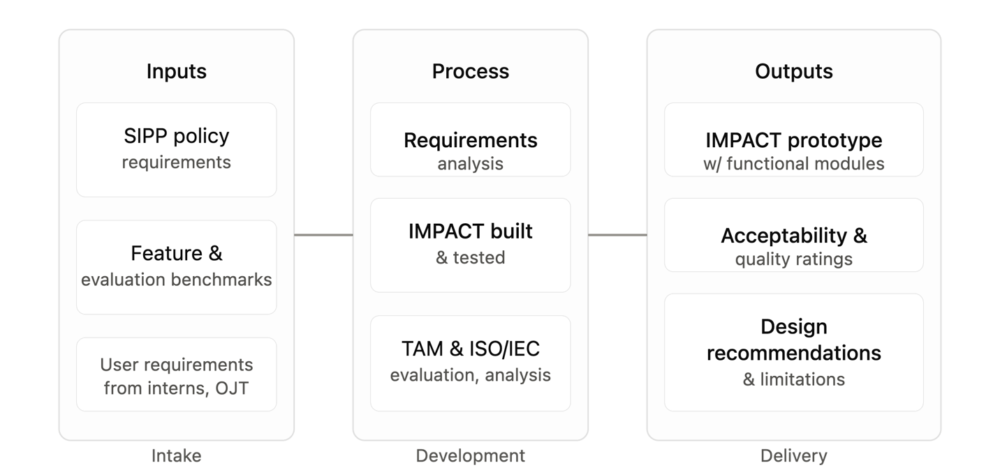 Inputs
SIPP policy
requirements
Feature &
evaluation benchmarks
User requirements
from interns, OJT
Intake
Process
Requirements
analysis
IMPACT built
& tested
TAM & ISO/IEC
evaluation, analysis
Development
Outputs
IMPACT prototype
w/ functional modules
Acceptability &
quality ratings
Design
recommendations
& limitations
Delivery